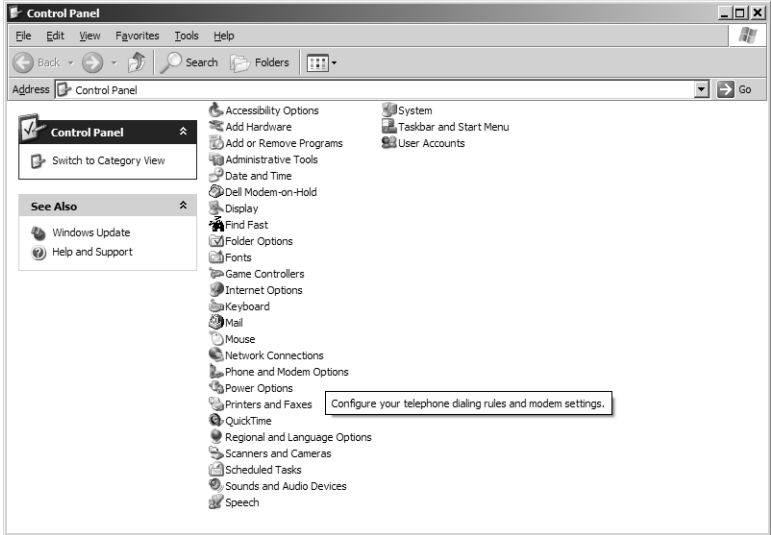 Control Panel
File Edit View Favorites Tools Help
Back Search Folders
Address Control Panel Go
Control Panel
Switch to Category View
See Also
Windows Update
Help and Support
Accessibility Options
Add Hardware
Add or Remove Programs
Administrative Tools
Date and Time
Dell Modem-on-Hold
Display
Find Fast
Folder Options
Fonts
Game Controllers
Internet Options
Keyboard
Mail
Mouse
Network Connections
Phone and Modem Options
Power Options
Printers and Faxes
Configure your telephone dialing rules and modem settings.
QuickTime
Regional and Language Options
Scanners and Cameras
Scheduled Tasks
Sounds and Audio Devices
Speech
System
Taskbar and Start Menu
User Accounts